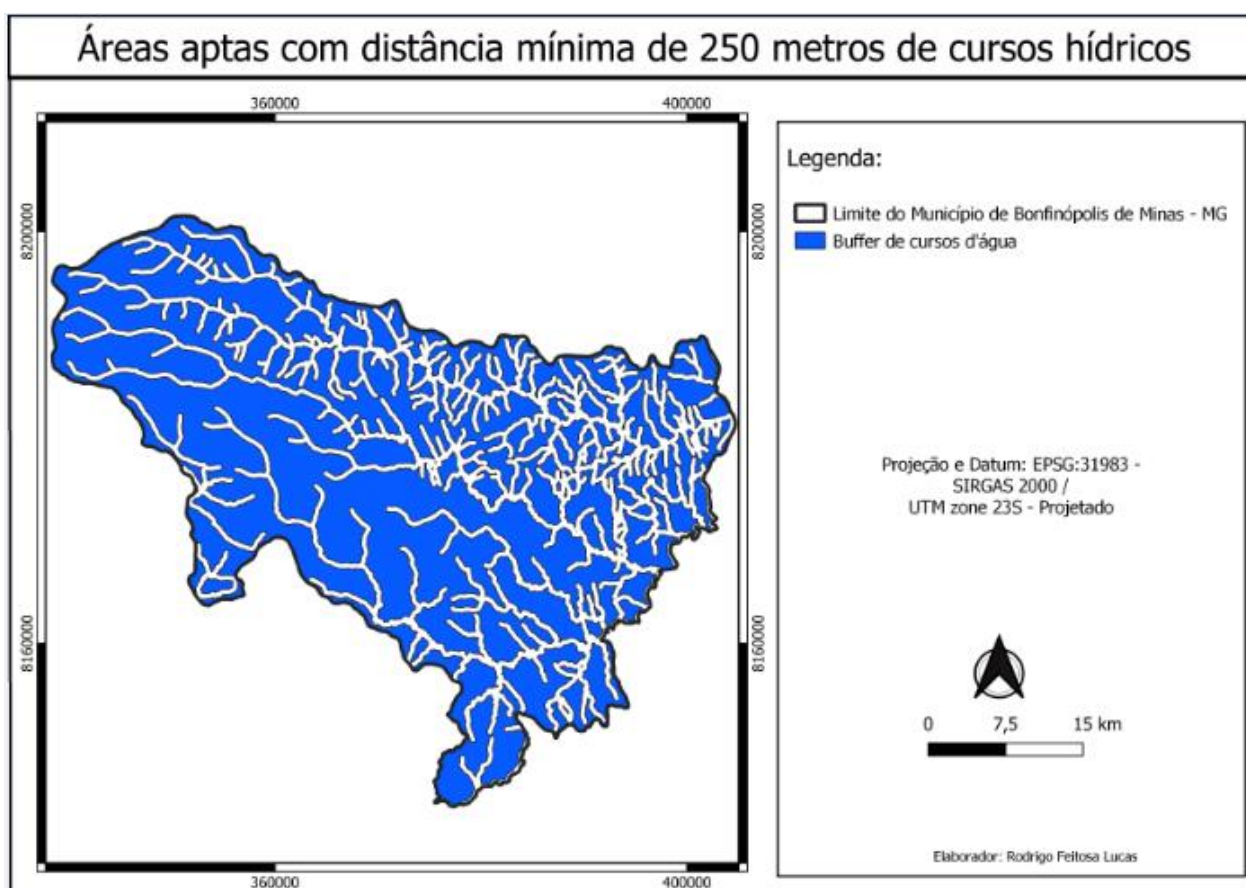 Áreas aptas com distância mínima de 250 metros de cursos hídricos
360000
400000
8200000
8200000
8160000
8160000
360000
400000
Legenda:
Limite do Município de Bonfinópolis de Minas - MG
Buffer de cursos d'água
Projeção e Datum: EPSG:31983 -
SIRGAS 2000 /
UTM zone 23S - Projetado
0 7,5 15 km
Elaborador: Rodrigo Feitosa Lucas